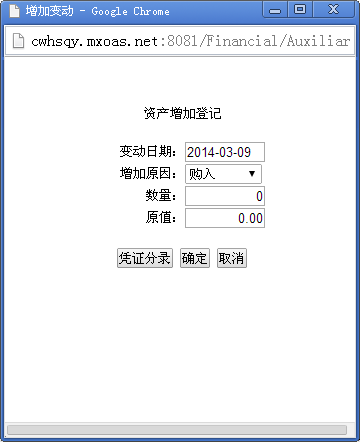 增加变动 - Google Chrome
cwhsqy.mxoas.net:8081/Financial/Auxiliar
资产增加登记
变动日期: 2014-03-09
增加原因: 购入
数量: 0
原值: 0.00
凭证分录 确定 取消